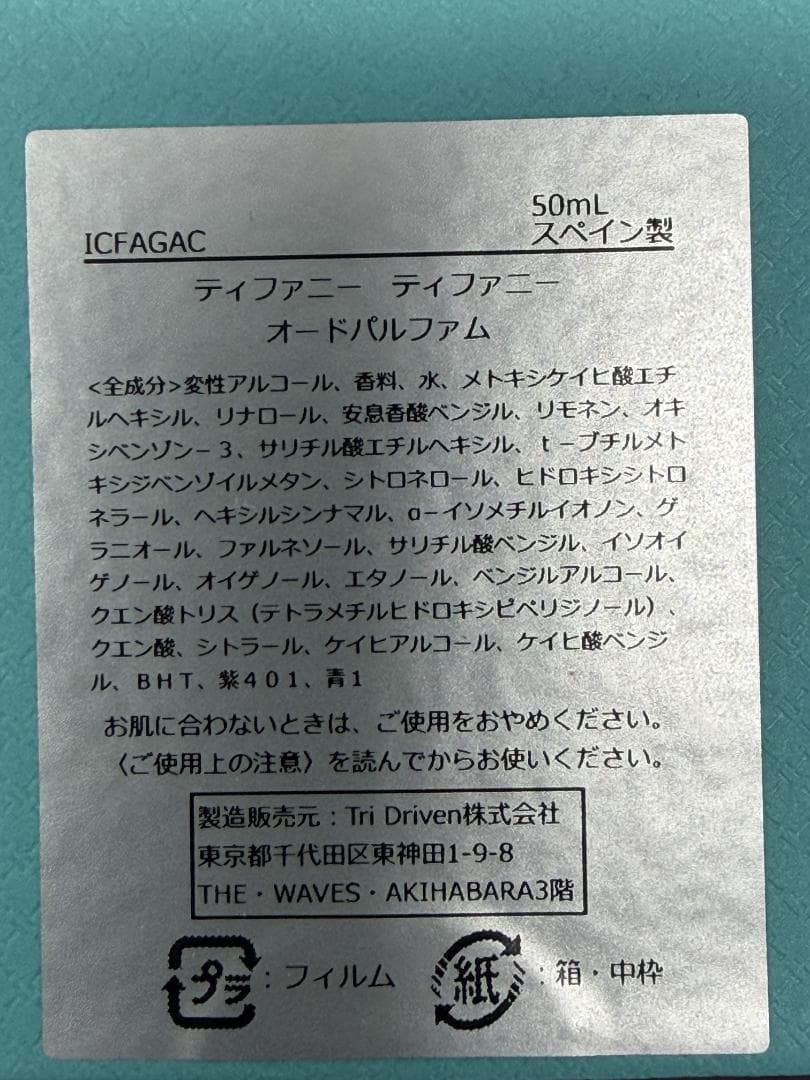 50mL
ICFAGAC
スペイン製
ティファニー ティファニー
オードパルファム
<全成分>変性アルコール、香料、水、メトキシケイヒ酸エチ
ルヘキシル、リナロール、安息香酸ベンジル、リモネン、オキ
シベンゾン－３、サリチル酸エチルヘキシル、ｔ－ブチルメト
キシジベンゾイルメタン、シトロネロール、ヒドロキシシトロ
ネラール、ヘキシルシンナマル、α－イソメチルイオノン、ゲ
ラニオール、ファルネソール、サリチル酸ベンジル、イソオイ
ゲノール、オイゲノール、エタノール、ベンジルアルコール、
クエン酸トリス（テトラメチルヒドロキシピペリジノール）、
クエン酸、シトラール、ケイヒアルコール、ケイヒ酸ベンジ
ル、ＢＨＴ、紫４０１、青1
お肌に合わないときは、ご使用をおやめください。
〈ご使用上の注意〉を読んでからお使いください。
製造販売元：Tri Driven株式会社
東京都千代田区東神田1-9-8
THE・WAVES・AKIHABARA3階
プラ：フィルム 紙：箱・中枠